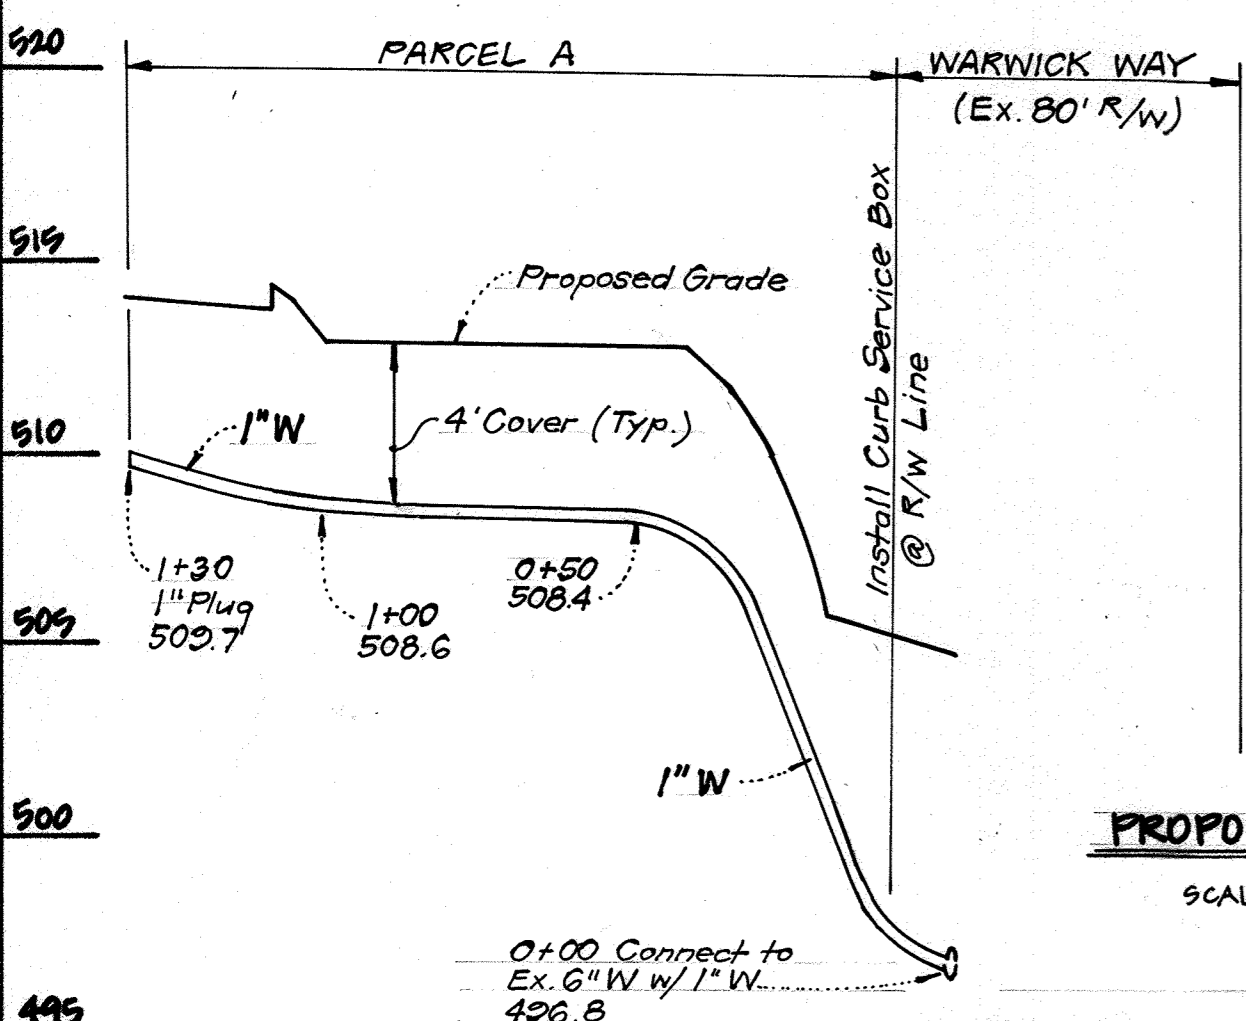 520
PARCEL A
WARWICK WAY
(Ex. 80' R/W)
515
Proposed Grade
Install Curb Service Box
@ R/W Line
510
1"W
4' Cover (Typ.)
1+30
1" Plug
509.7
0+50
508.4
505
1+00
508.6
1"W
500
PROPO
SCAL
0+00 Connect to
Ex. 6"W w/ 1"W
496.8
495